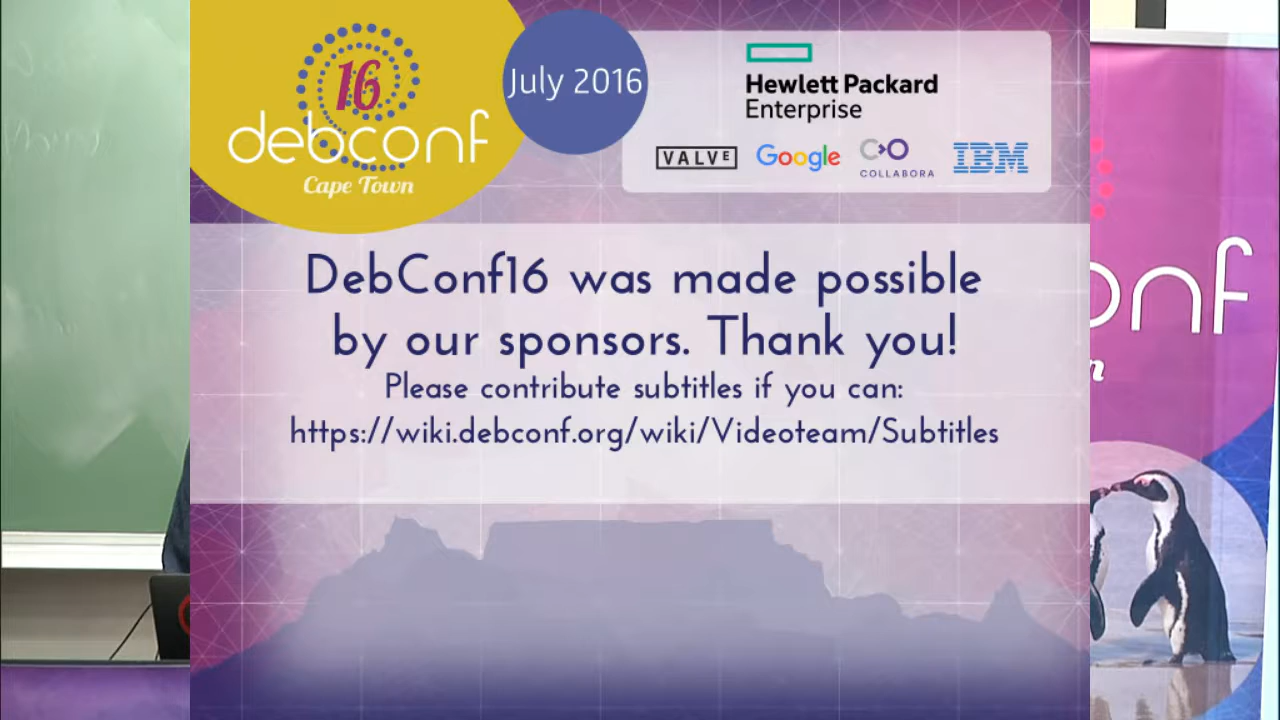 16
debconf
Cape Town
July 2016
Hewlett Packard
Enterprise
VALVE
Google
COLLABORA
IBM
DebConf16 was made possible
by our sponsors. Thank you!
Please contribute subtitles if you can:
https://wiki.debconf.org/wiki/Videoteam/Subtitles
onf
n